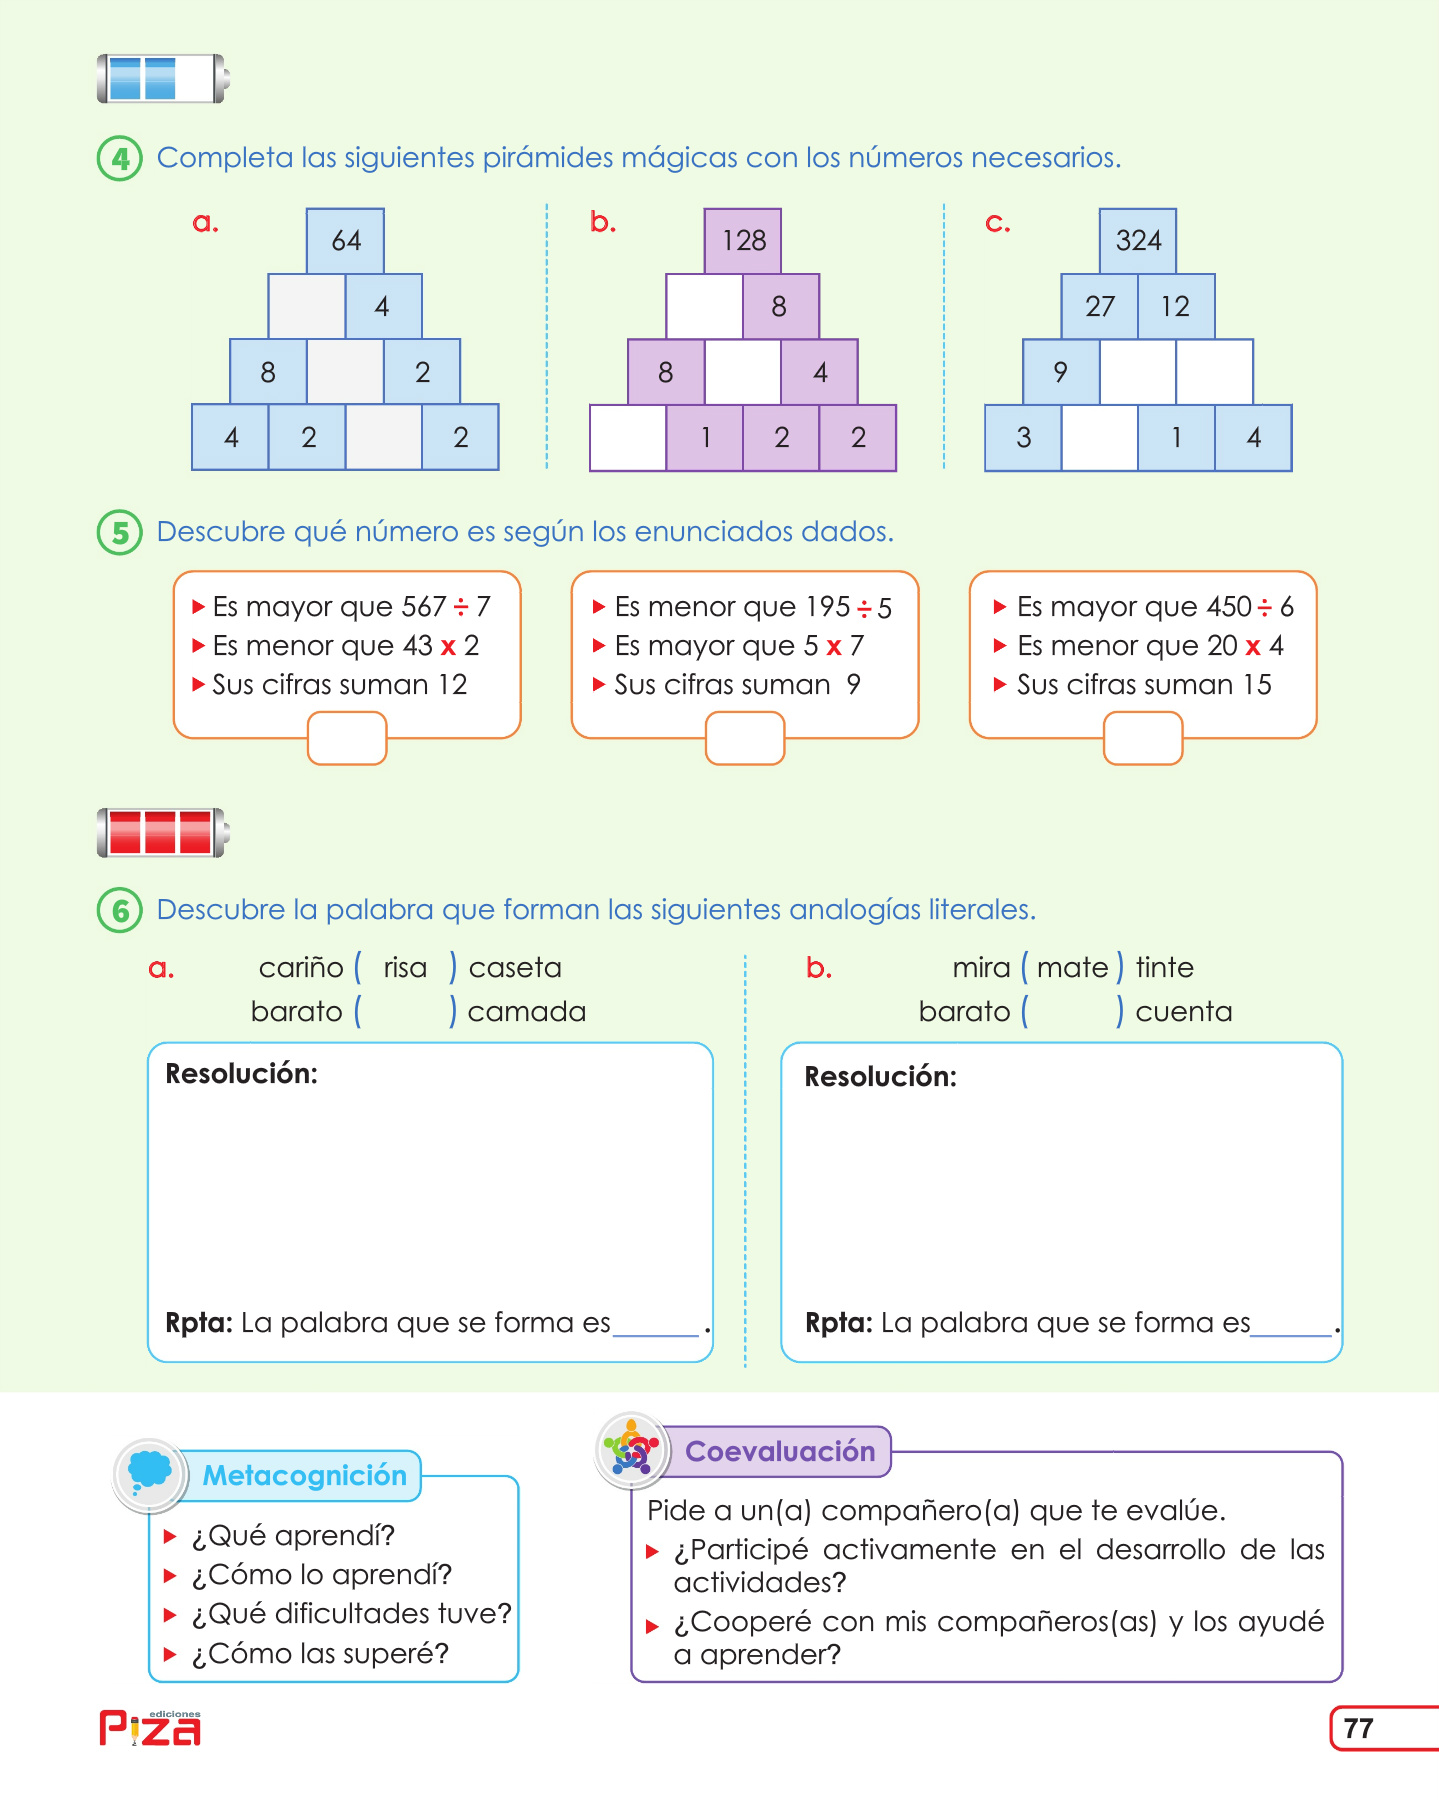 4 Completa las siguientes pirámides mágicas con los números necesarios.
a. b. c.
64 128 324
4 8 27 12
8 2 8 4 9
4 2 2 1 2 2 3 1 4
5 Descubre qué número es según los enunciados dados.
Es mayor que 567 ÷ 7
Es menor que 43 x 2
Sus cifras suman 12
Es menor que 195 ÷ 5
Es mayor que 5 x 7
Sus cifras suman 9
Es mayor que 450 ÷ 6
Es menor que 20 x 4
Sus cifras suman 15
6 Descubre la palabra que forman las siguientes analogías literales.
a. cariño ( risa ) caseta
barato ( ) camada
Resolución:
Rpta: La palabra que se forma es______.
b. mira ( mate ) tinte
barato ( ) cuenta
Resolución:
Rpta: La palabra que se forma es______.
Metacognición
¿Qué aprendí?
¿Cómo lo aprendí?
¿Qué dificultades tuve?
¿Cómo las superé?
Coevaluación
Pide a un(a) compañero(a) que te evalúe.
¿Participé activamente en el desarrollo de las
actividades?
¿Cooperé con mis compañeros(as) y los ayudé
a aprender?
ediciones
Piza
77